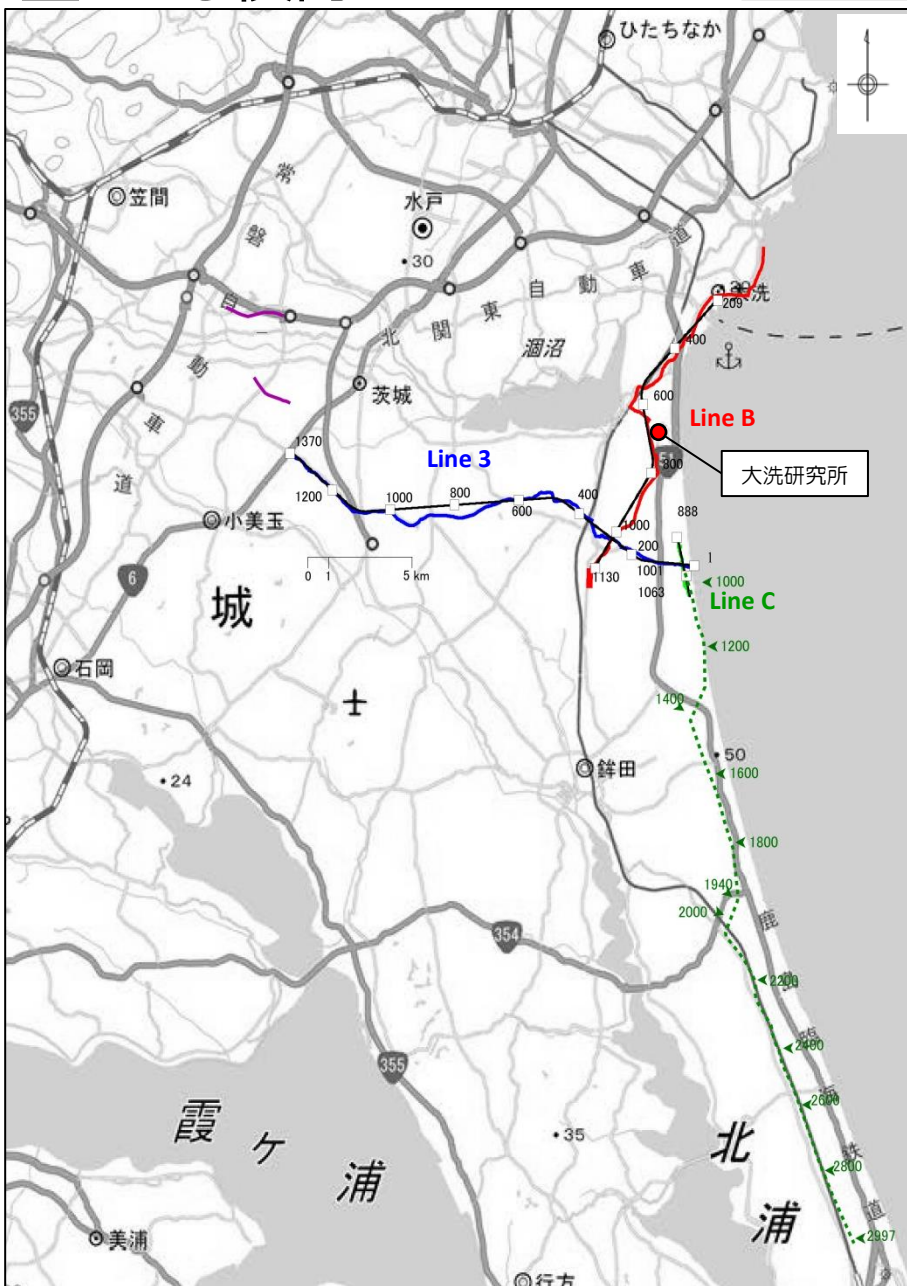 ひたちなか
笠間
常磐自動車道
水戸
30
北関東自動車道
大洗
209
400
涸沼
600
茨城
355
Line B
51
800
大洗研究所
1370
Line 3
1200
1000
800
600
400
888
小美玉
1000
200
1
0 1 5 km
1130
1001
1063
1000
6
城
Line C
1200
石岡
1400
50
鉾田
1600
24
1800
1940
2000
354
鹿島臨海鉄道
2200
2400
355
2600
霞ヶ浦
35
北浦
2800
美浦
2997
行方